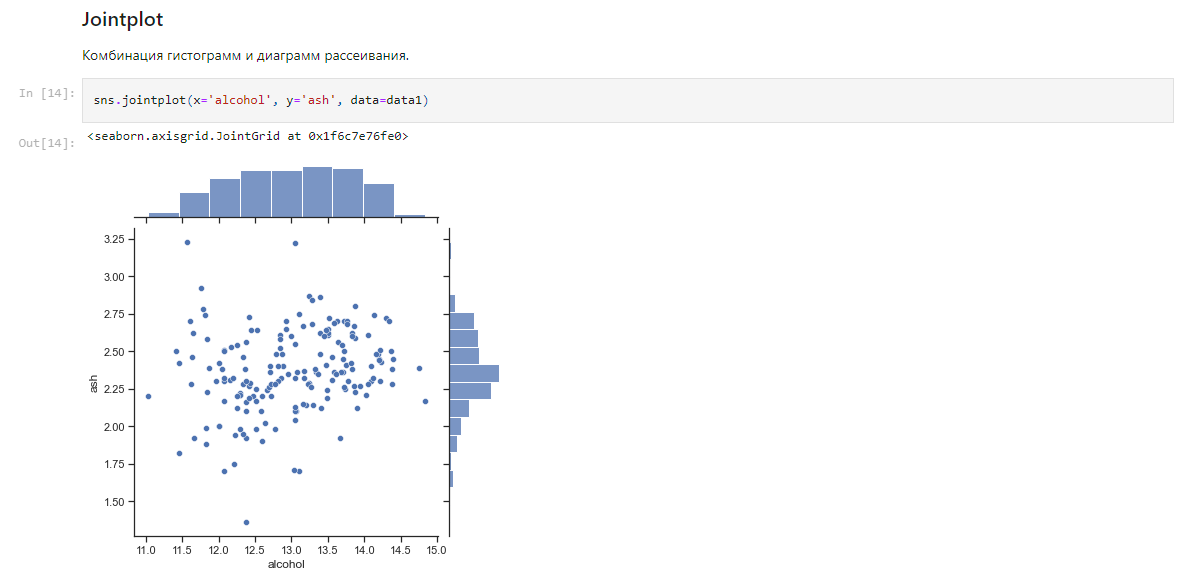 Jointplot
Комбинация гистограмм и диаграмм рассеивания.
In [14]:
sns.jointplot(x='alcohol', y='ash', data=data1)
Out[14]:
<seaborn.axisgrid.JointGrid at 0x1f6c7e76fe0>
3.25
3.00
2.75
2.50
2.25
2.00
1.75
1.50
ash
11.0 11.5 12.0 12.5 13.0 13.5 14.0 14.5 15.0
alcohol